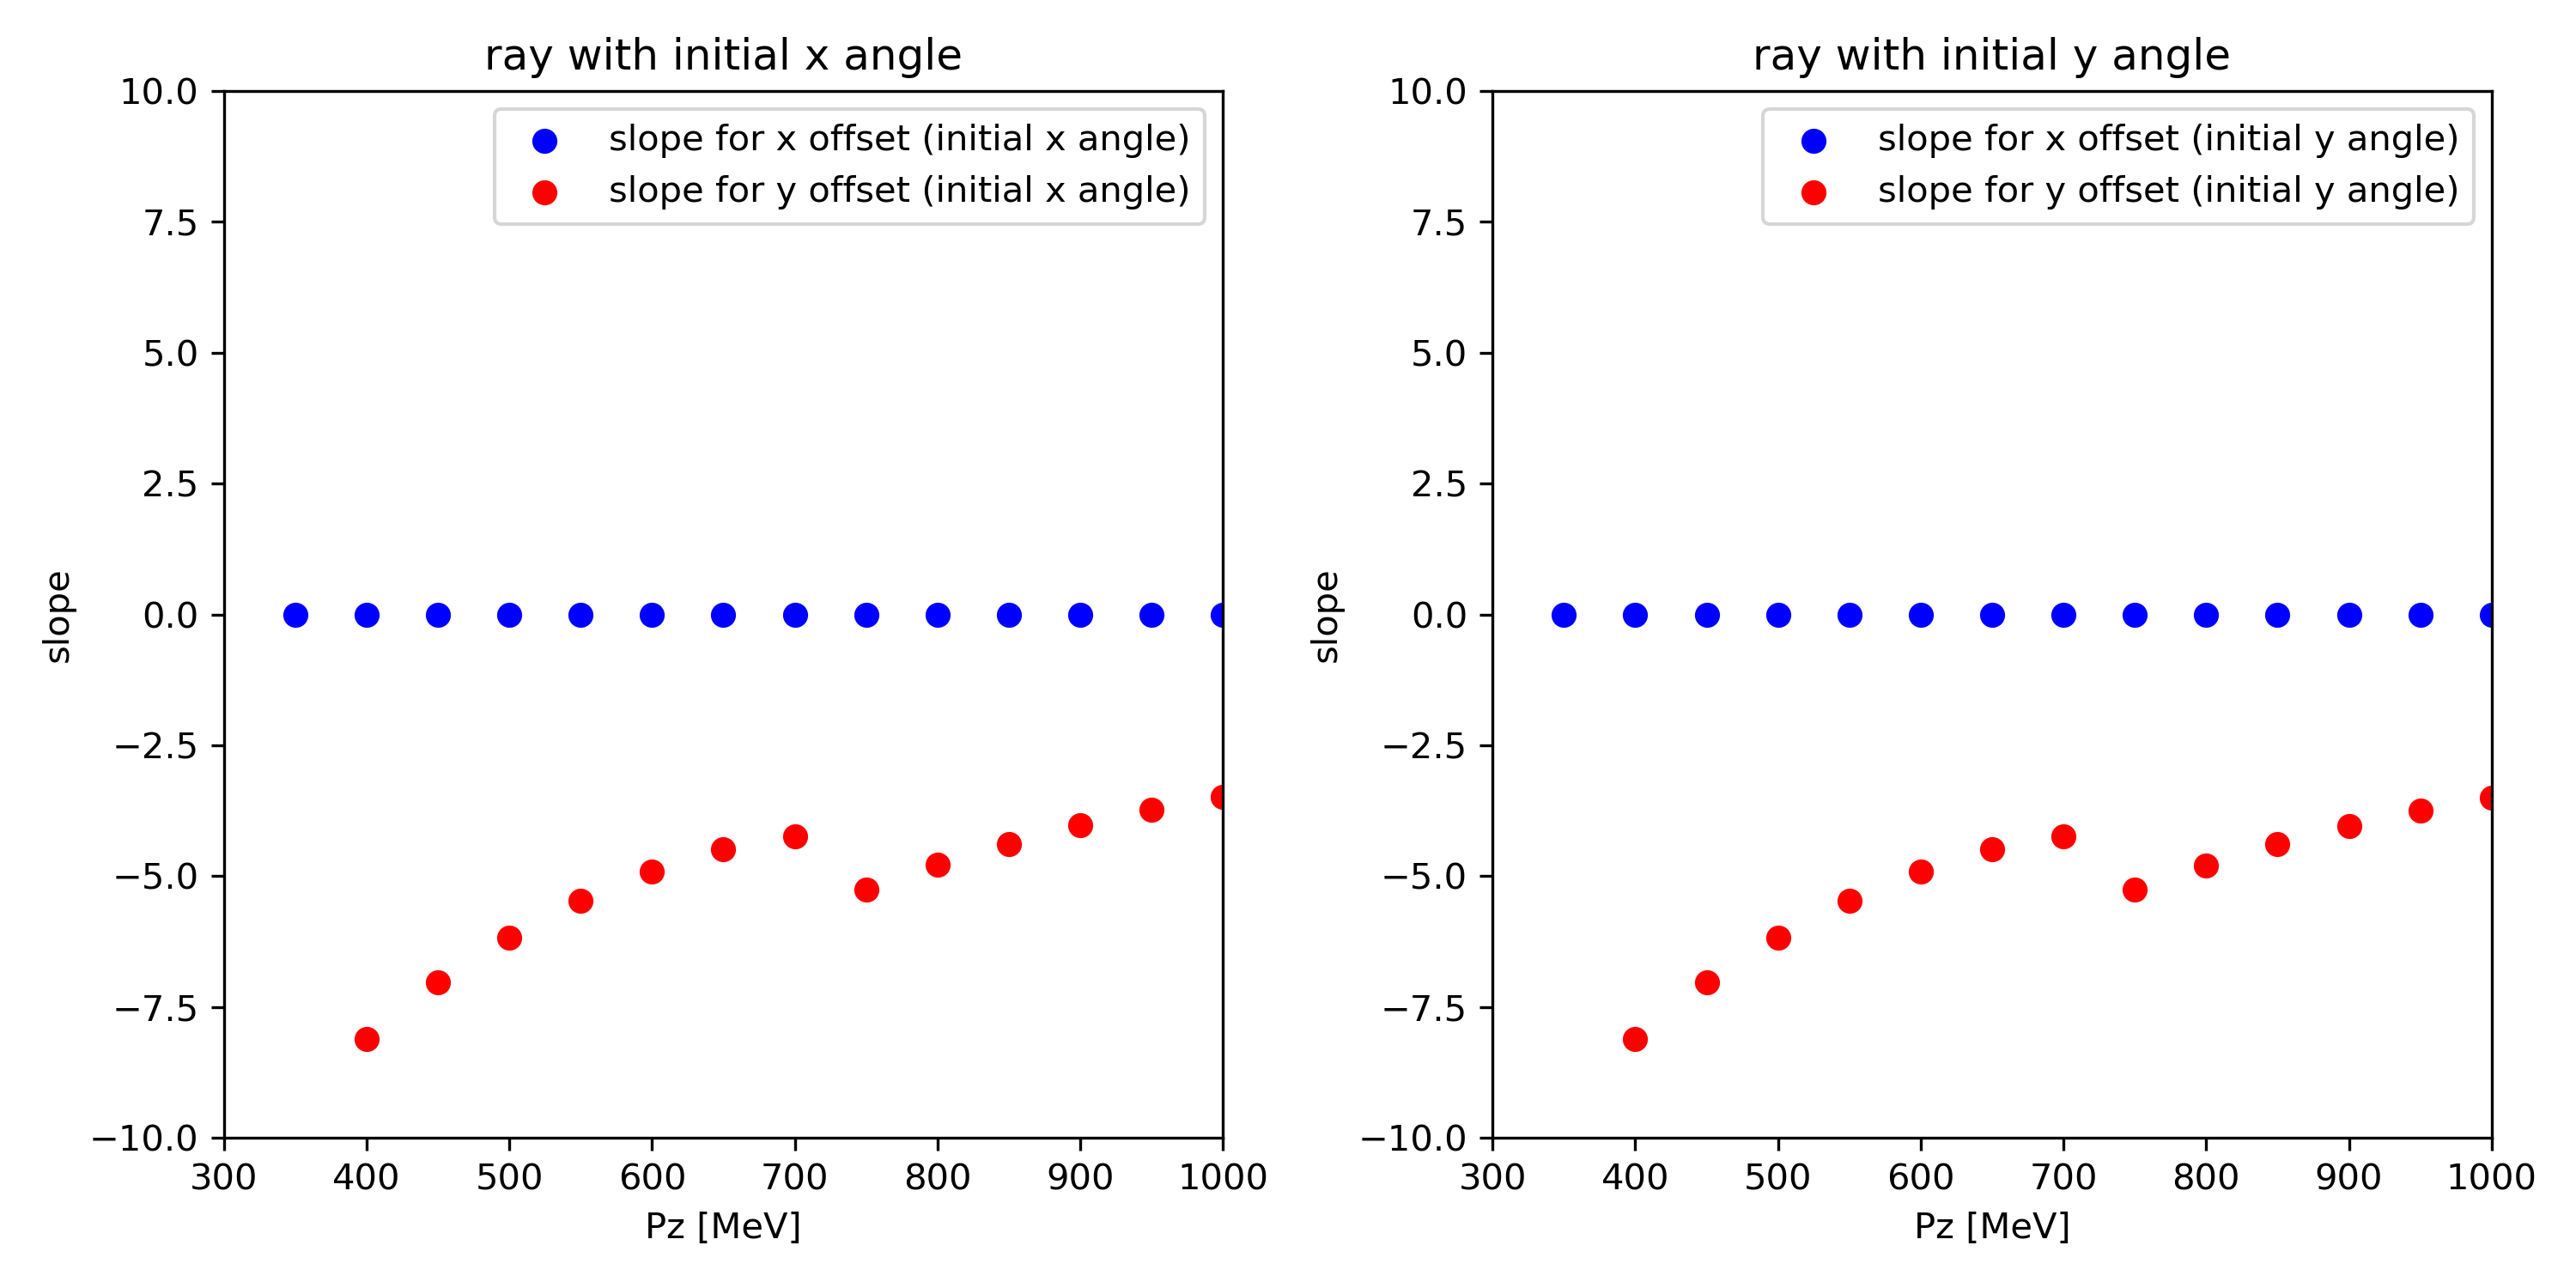 ray with initial x angle
10.0
7.5
5.0
2.5
0.0
−2.5
−5.0
−7.5
−10.0
slope
slope for x offset (initial x angle)
slope for y offset (initial x angle)
300 400 500 600 700 800 900 1000
Pz [MeV]
ray with initial y angle
10.0
7.5
5.0
2.5
0.0
−2.5
−5.0
−7.5
−10.0
slope
slope for x offset (initial y angle)
slope for y offset (initial y angle)
300 400 500 600 700 800 900 1000
Pz [MeV]